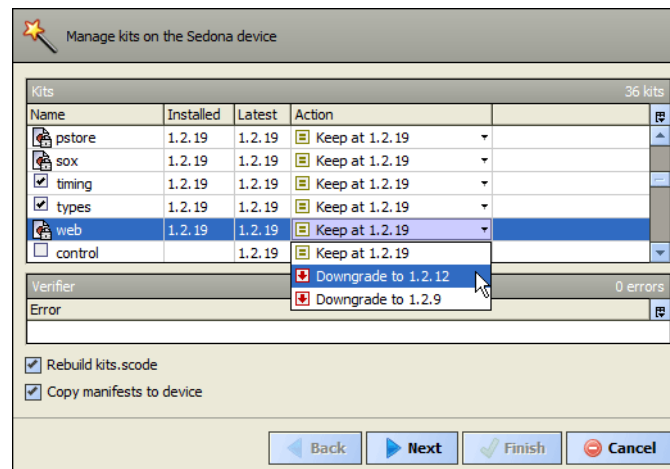 Manage kits on the Sedona device
Kits 36 kits
Name Installed Latest Action
pstore 1.2.19 1.2.19 Keep at 1.2.19
sox 1.2.19 1.2.19 Keep at 1.2.19
timing 1.2.19 1.2.19 Keep at 1.2.19
types 1.2.19 1.2.19 Keep at 1.2.19
web 1.2.19 1.2.19 Keep at 1.2.19
control 1.2.19 Keep at 1.2.19
Downgrade to 1.2.12
Verifier 0 errors
Downgrade to 1.2.9
Error
Rebuild kits.scode
Copy manifests to device
Back Next Finish Cancel